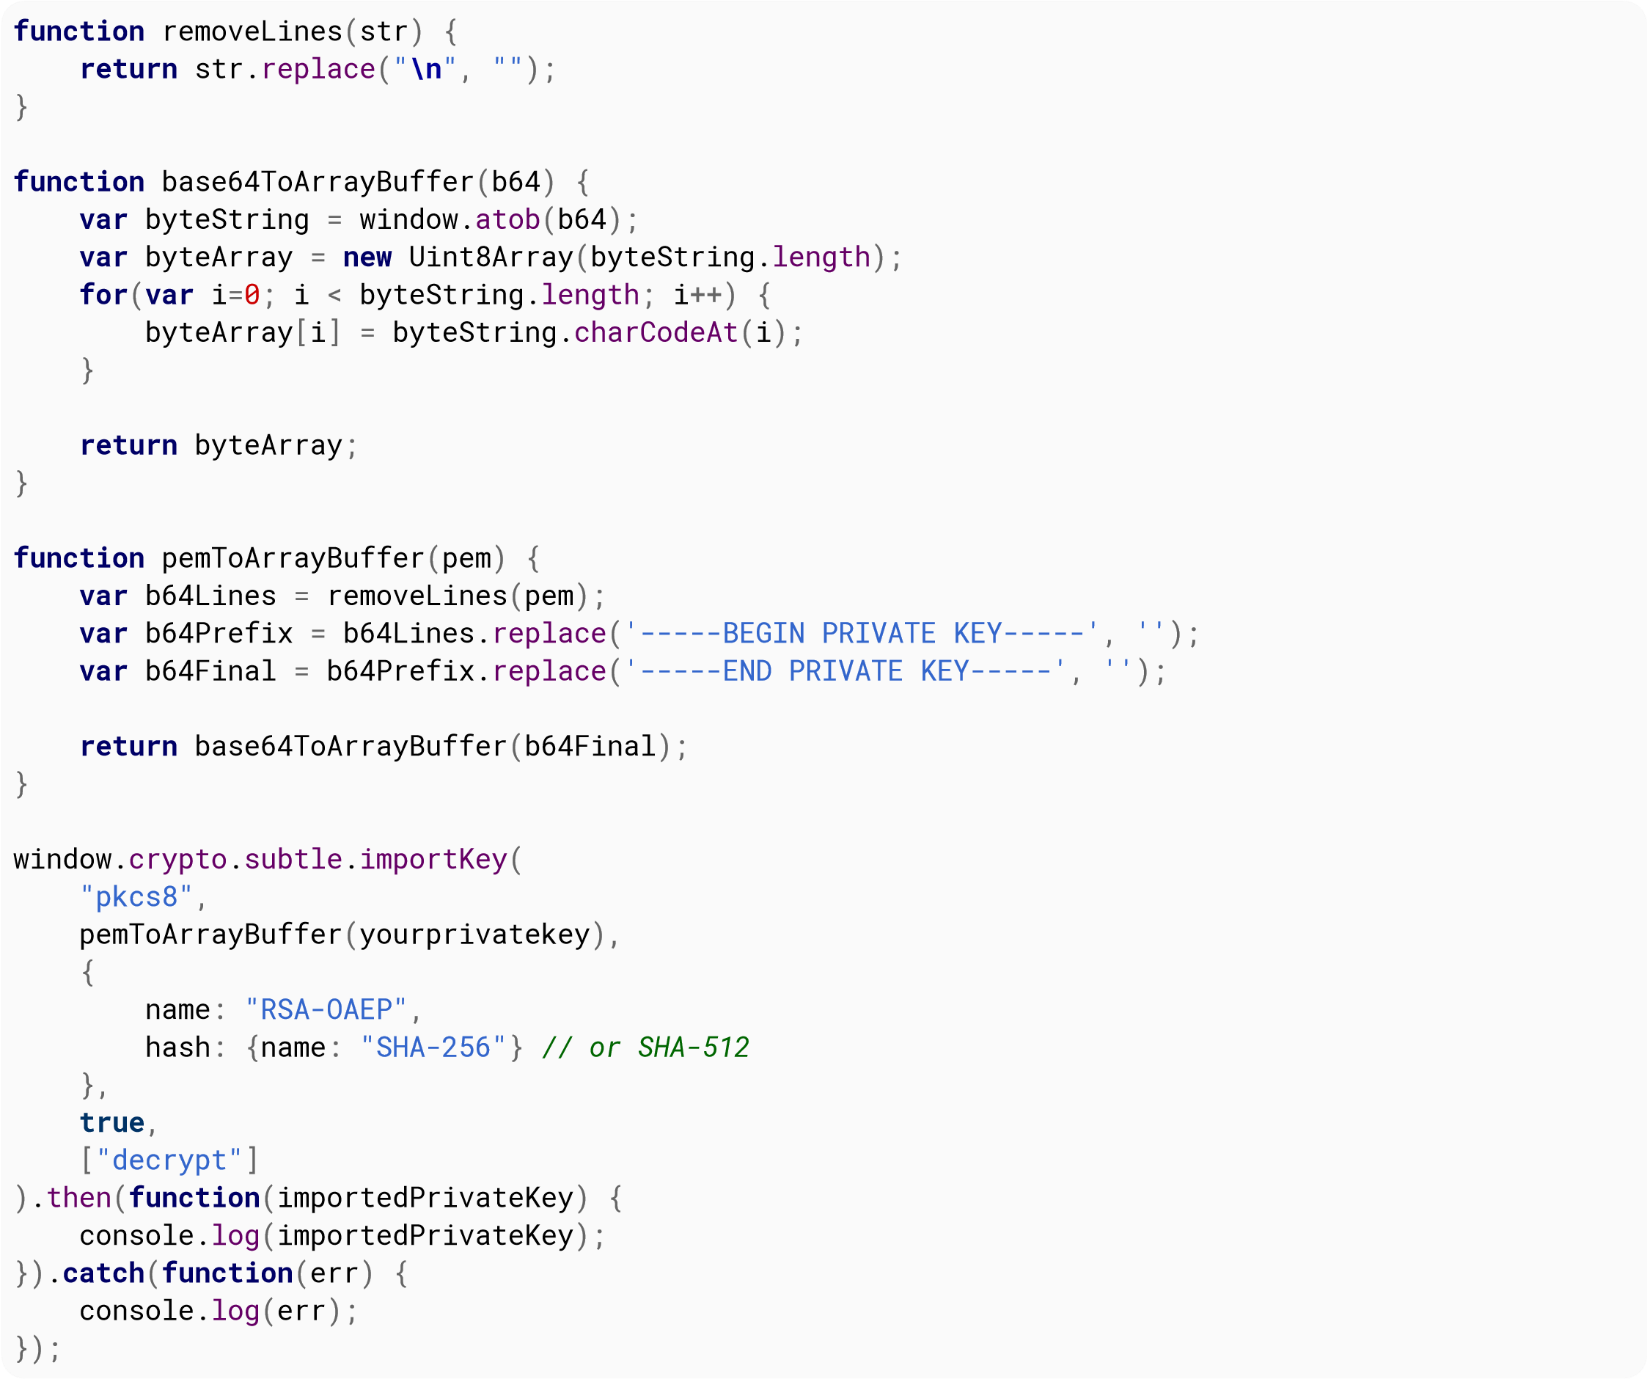 function removeLines(str) {
    return str.replace("\n", "");
}

function base64ToArrayBuffer(b64) {
    var byteString = window.atob(b64);
    var byteArray = new Uint8Array(byteString.length);
    for(var i=0; i < byteString.length; i++) {
        byteArray[i] = byteString.charCodeAt(i);
    }

    return byteArray;
}

function pemToArrayBuffer(pem) {
    var b64Lines = removeLines(pem);
    var b64Prefix = b64Lines.replace('-----BEGIN PRIVATE KEY-----', '');
    var b64Final = b64Prefix.replace('-----END PRIVATE KEY-----', '');

    return base64ToArrayBuffer(b64Final);
}

window.crypto.subtle.importKey(
    "pkcs8",
    pemToArrayBuffer(yourprivatekey),
    {
        name: "RSA-OAEP",
        hash: {name: "SHA-256"} // or SHA-512
    },
    true,
    ["decrypt"]
).then(function(importedPrivateKey) {
    console.log(importedPrivateKey);
}).catch(function(err) {
    console.log(err);
});